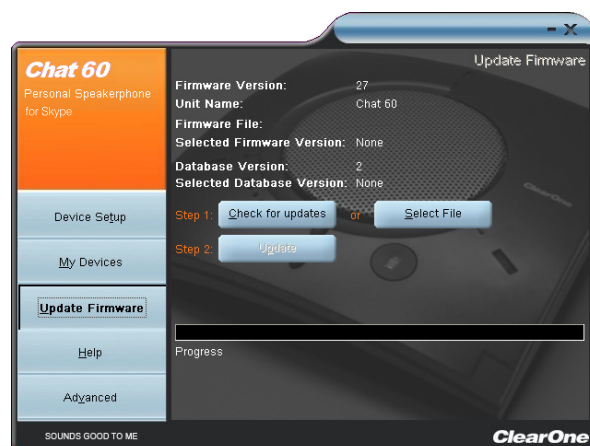 Update Firmware
Chat 60
Personal Speakerphone
for Skype
Firmware Version: 27
Unit Name: Chat 60
Firmware File:
Selected Firmware Version: None
Database Version: 2
Selected Database Version: None
Step 1: Check for updates or Select File
Step 2: Update
Device Setup
My Devices
Update Firmware
Help
Advanced
Progress
SOUNDS GOOD TO ME
ClearOne
ClearOne